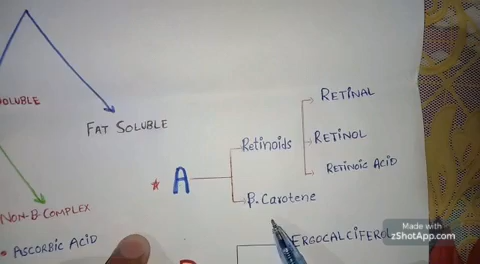 RETINAL
OLUBLE
FAT SOLUBLE
Retinoids
RETINOL
RETINOIC ACID
* A
β-Carotene
NON-B-COMPLEX
ASCORBIC ACID
ERGOCALCIFEROL
Made with
zShotApp.com